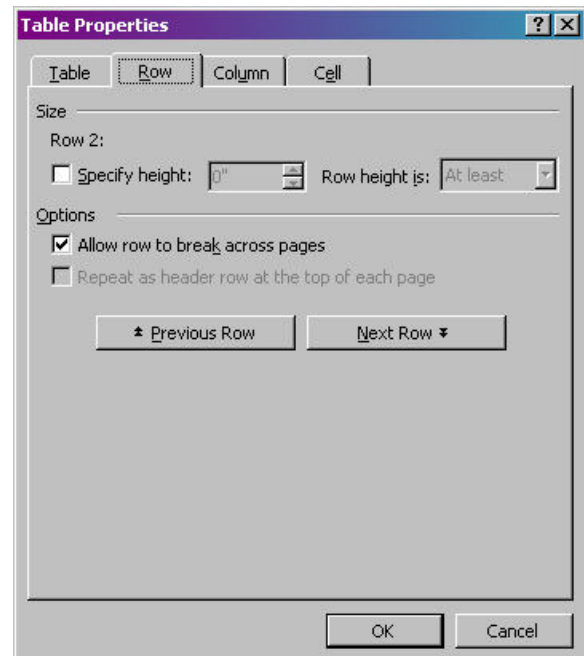 Table Properties ? ×
Table Row Column Cell
Size
Row 2:
Specify height: 0" Row height is: At least
Options
Allow row to break across pages
Repeat as header row at the top of each page
Previous Row Next Row
OK Cancel